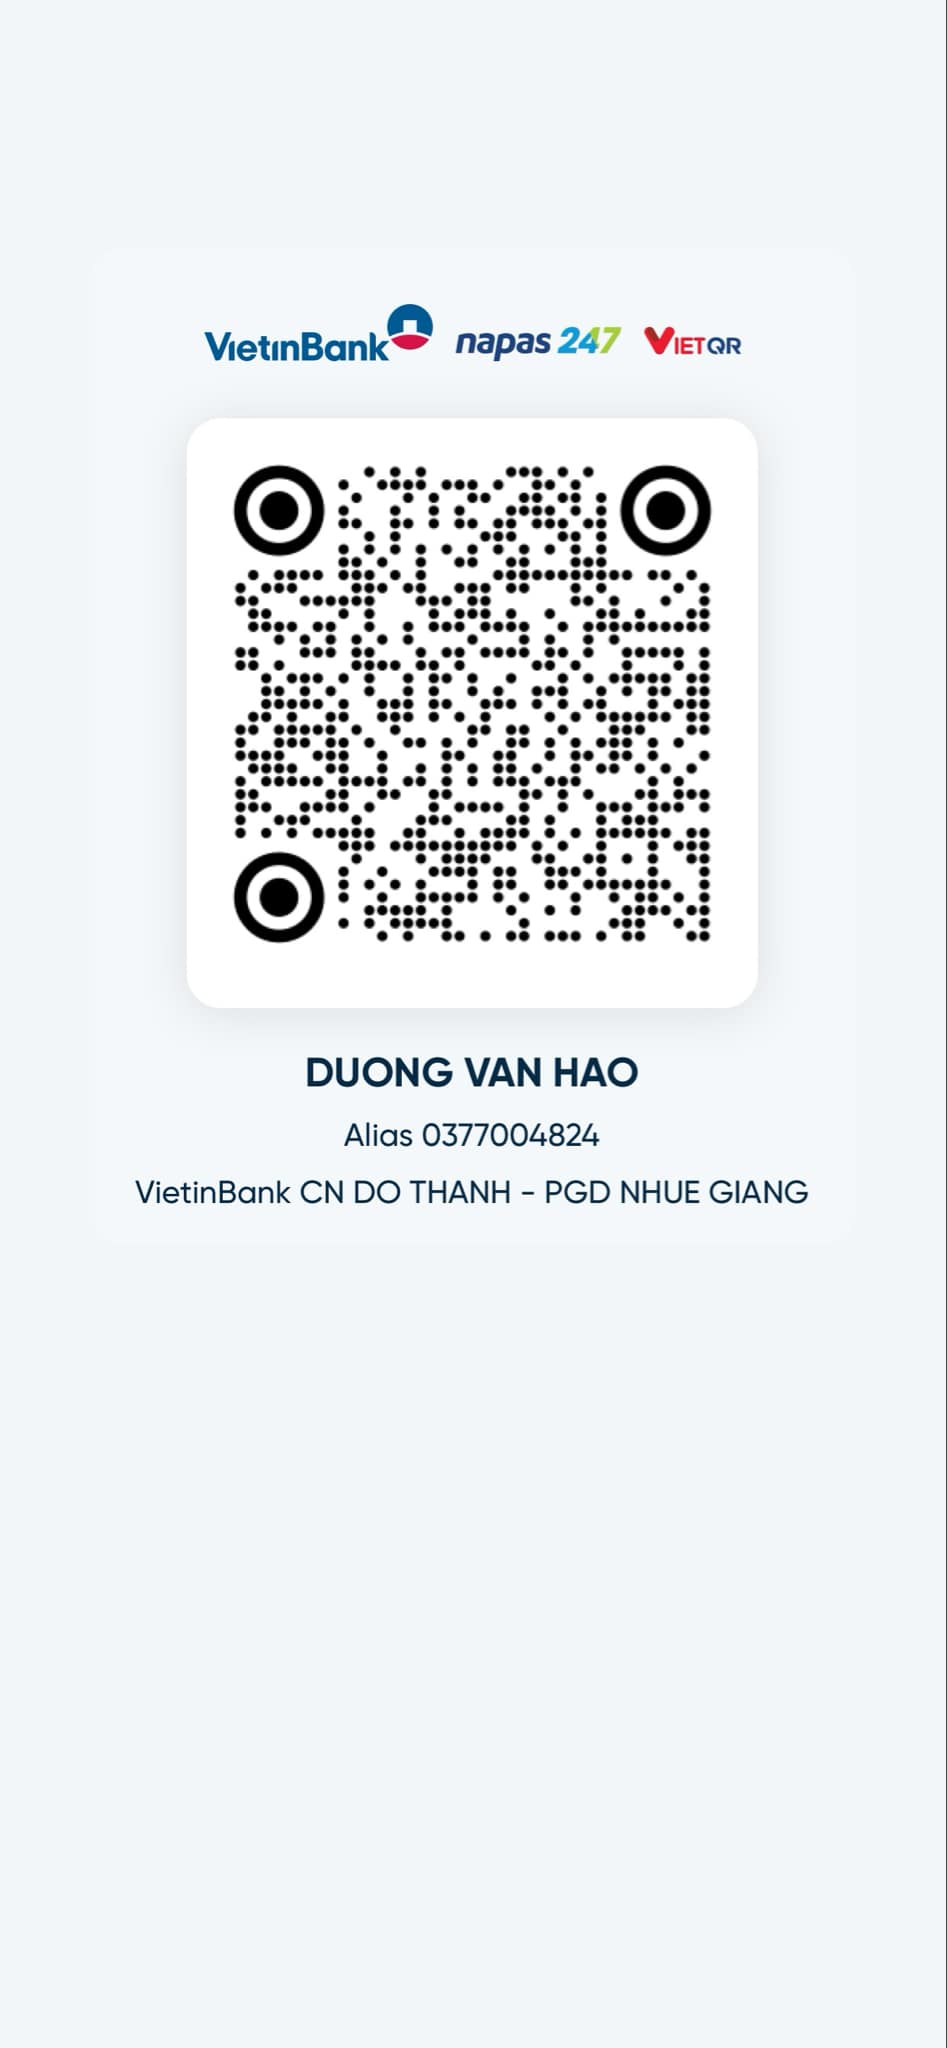 VietinBank napas 247 VIETQR
DUONG VAN HAO
Alias 0377004824
VietinBank CN DO THANH - PGD NHUE GIANG